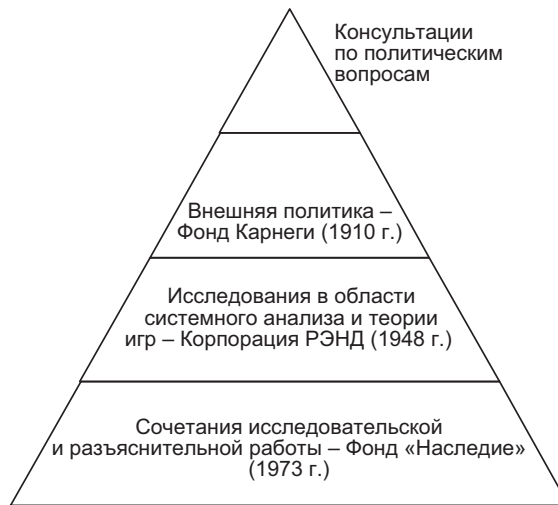 Консультации
по политическим
вопросам
Внешняя политика –
Фонд Карнеги (1910 г.)
Исследования в области
системного анализа и теории
игр – Корпорация РЭНД (1948 г.)
Сочетания исследовательской
и разъяснительной работы – Фонд «Наследие»
(1973 г.)